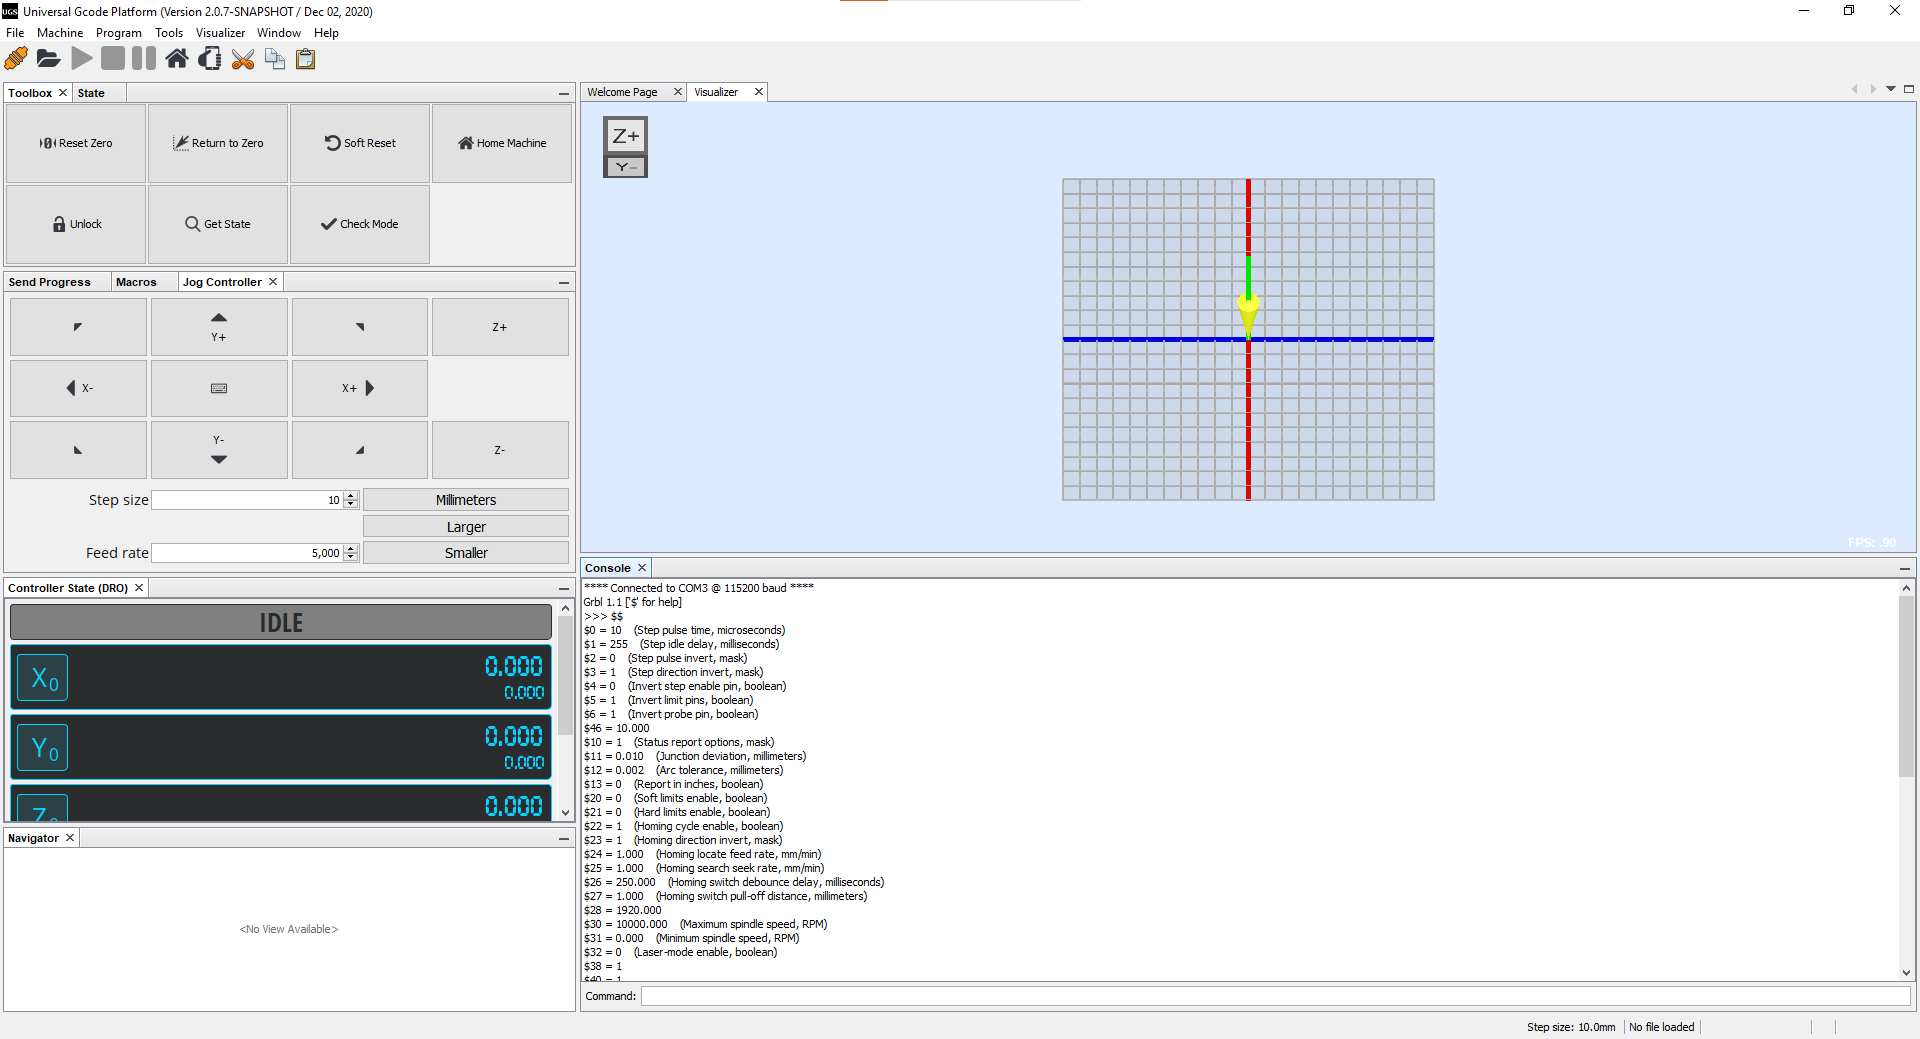 UGS Universal Gcode Platform (Version 2.0.7-SNAPSHOT / Dec 02, 2020)
File Machine Program Tools Visualizer Window Help
Toolbox State
Reset Zero Return to Zero Soft Reset Home Machine
Unlock Get State Check Mode
Send Progress Macros Jog Controller
Y+ Z+
X- X+
Y- Z-
Step size 10 Millimeters
Larger
Feed rate 5,000 Smaller
Controller State (DRO)
IDLE
X0 0.000
0.000
Y0 0.000
0.000
Z0 0.000
Navigator
<No View Available>
Welcome Page Visualizer
Z+
Y-
FPS: .90
Console
**** Connected to COM3 @ 115200 baud ****
Grbl 1.1 ['$' for help]
>>> $$
$0 = 10 (Step pulse time, microseconds)
$1 = 255 (Step idle delay, milliseconds)
$2 = 0 (Step pulse invert, mask)
$3 = 1 (Step direction invert, mask)
$4 = 0 (Invert step enable pin, boolean)
$5 = 1 (Invert limit pins, boolean)
$6 = 1 (Invert probe pin, boolean)
$46 = 10.000
$10 = 1 (Status report options, mask)
$11 = 0.010 (Junction deviation, millimeters)
$12 = 0.002 (Arc tolerance, millimeters)
$13 = 0 (Report in inches, boolean)
$20 = 0 (Soft limits enable, boolean)
$21 = 0 (Hard limits enable, boolean)
$22 = 1 (Homing cycle enable, boolean)
$23 = 1 (Homing direction invert, mask)
$24 = 1.000 (Homing locate feed rate, mm/min)
$25 = 1.000 (Homing search seek rate, mm/min)
$26 = 250.000 (Homing switch debounce delay, milliseconds)
$27 = 1.000 (Homing switch pull-off distance, millimeters)
$28 = 1920.000
$30 = 10000.000 (Maximum spindle speed, RPM)
$31 = 0.000 (Minimum spindle speed, RPM)
$32 = 0 (Laser-mode enable, boolean)
$38 = 1
$40 = 1
Command:
Step size: 10.0mm No file loaded